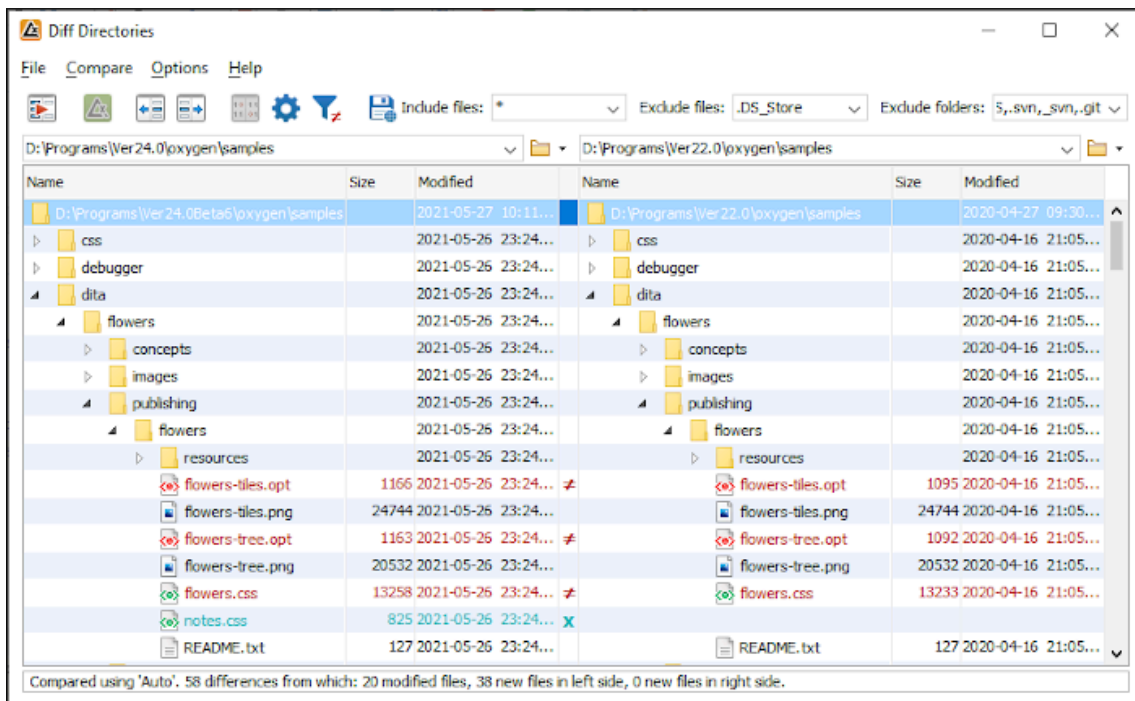 Diff Directories
File Compare Options Help
Include files: * Exclude files: .DS_Store Exclude folders: 5,.svn,_svn,.git
D:\Programs\Ver24.0\oxygen\samples D:\Programs\Ver22.0\oxygen\samples
Name Size Modified Name Size Modified
D:\Programs\Ver24.0Beta6\oxygen\samples 2021-05-27 10:11... D:\Programs\Ver22.0\oxygen\samples 2020-04-27 09:30...
css 2021-05-26 23:24... css 2020-04-16 21:05...
debugger 2021-05-26 23:24... debugger 2020-04-16 21:05...
dita 2021-05-26 23:24... dita 2020-04-16 21:05...
flowers 2021-05-26 23:24... flowers 2020-04-16 21:05...
concepts 2021-05-26 23:24... concepts 2020-04-16 21:05...
images 2021-05-26 23:24... images 2020-04-16 21:05...
publishing 2021-05-26 23:24... publishing 2020-04-16 21:05...
flowers 2021-05-26 23:24... flowers 2020-04-16 21:05...
resources 2021-05-26 23:24... resources 2020-04-16 21:05...
flowers-tiles.opt 1166 2021-05-26 23:24... ≠ flowers-tiles.opt 1095 2020-04-16 21:05...
flowers-tiles.png 24744 2021-05-26 23:24... flowers-tiles.png 24744 2020-04-16 21:05...
flowers-tree.opt 1163 2021-05-26 23:24... ≠ flowers-tree.opt 1092 2020-04-16 21:05...
flowers-tree.png 20532 2021-05-26 23:24... flowers-tree.png 20532 2020-04-16 21:05...
flowers.css 13258 2021-05-26 23:24... ≠ flowers.css 13233 2020-04-16 21:05...
notes.css 825 2021-05-26 23:24... x
README.txt 127 2021-05-26 23:24... README.txt 127 2020-04-16 21:05...
Compared using 'Auto'. 58 differences from which: 20 modified files, 38 new files in left side, 0 new files in right side.